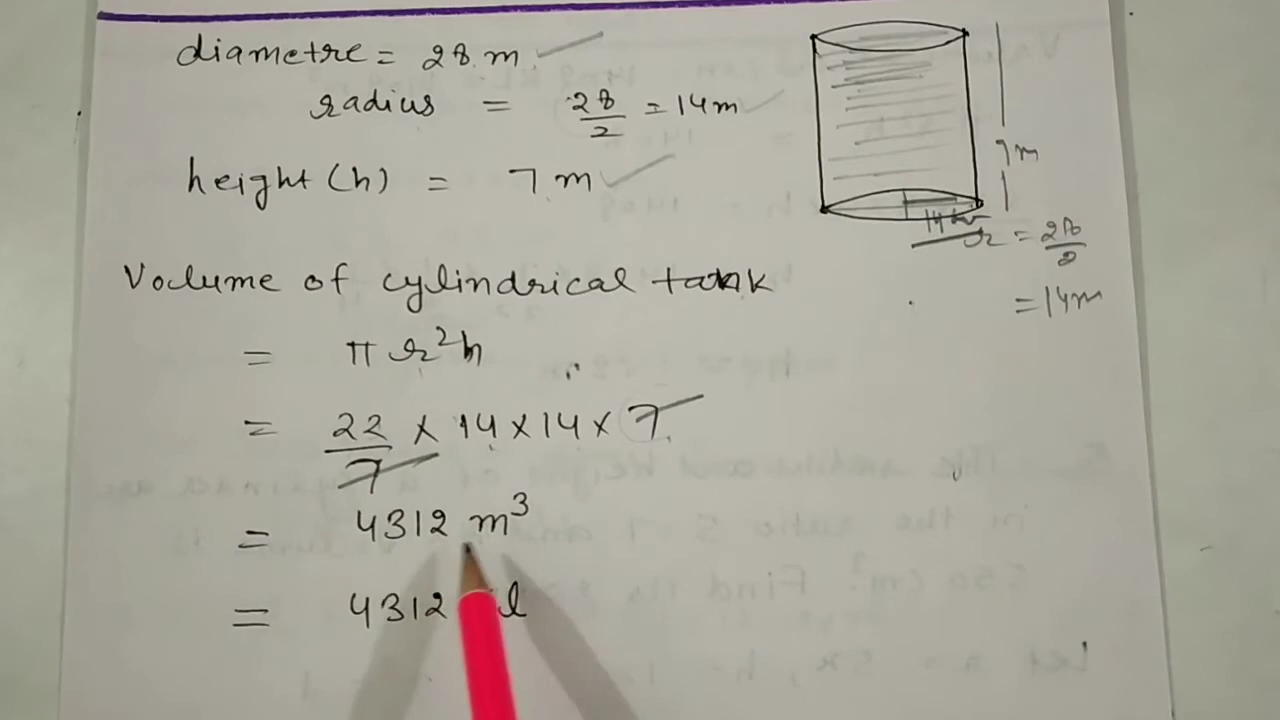 diametre = 28 m
radius = 28/2 = 14m
height (h) = 7 m
7m
r = 28/2
= 14m
Volume of cylindrical tank
= π r²h
= 22/7 × 14 × 14 × 7
= 4312 m³
= 4312 l